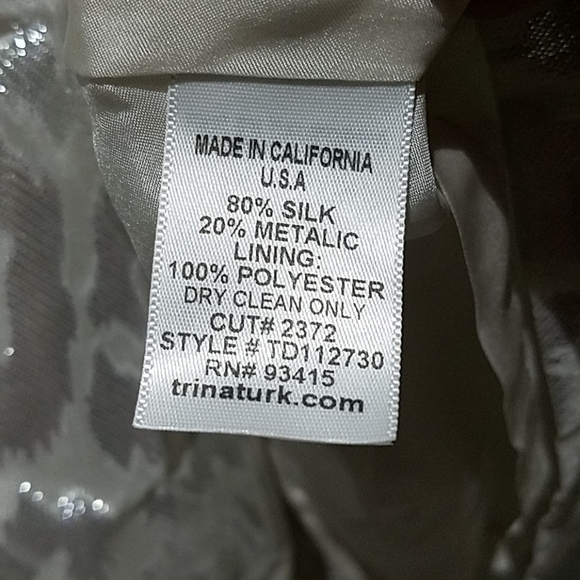 MADE IN CALIFORNIA
U.S.A
80% SILK
20% METALIC
LINING:
100% POLYESTER
DRY CLEAN ONLY
CUT# 2372
STYLE # TD112730
RN# 93415
trinaturk.com